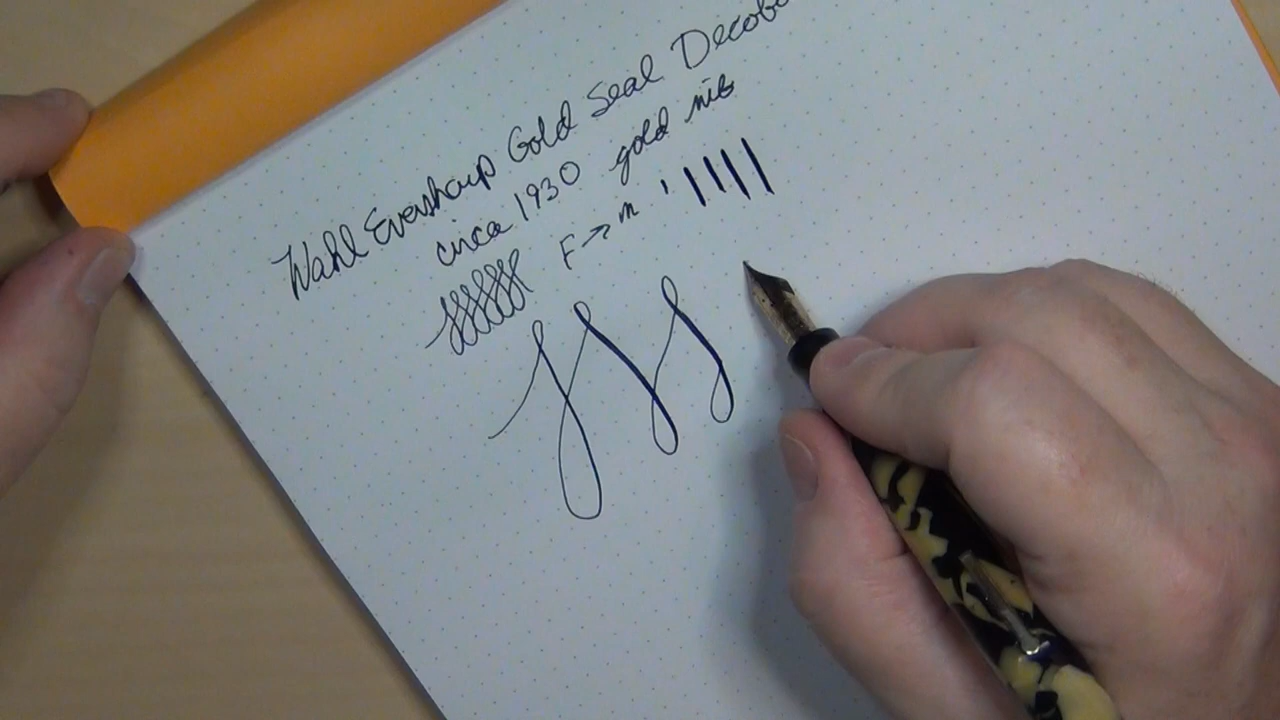 Wahl Eversharp Gold Seal Decob
circa 1930 gold nib
F → m